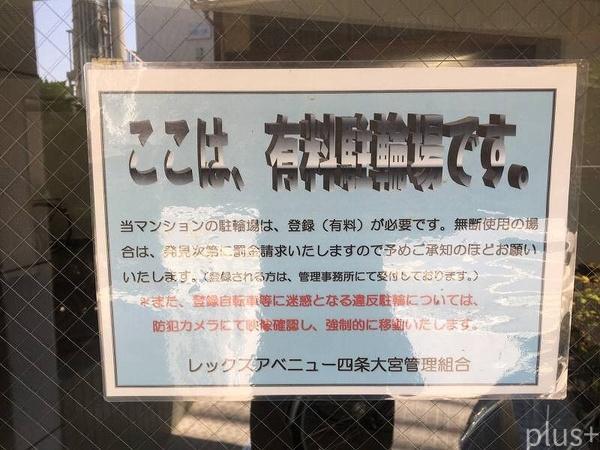 ここは、有料駐輪場です。
当マンションの駐輪場は、登録（有料）が必要です。無断使用の場
合は、発見次第に罰金請求いたしますので予めご承知のほどお願い
いたします。（登録される方は、管理事務所にて受付しております。）
※また、登録自転車等に迷惑となる違反駐輪については、
防犯カメラにて映像確認し、強制的に移動いたします。
レックスアベニュー四条大宮管理組合
plus+